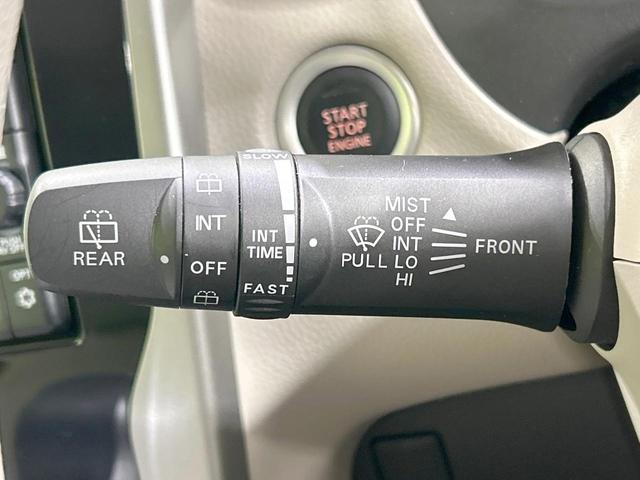 START
STOP
ENGINE
REAR
INT
OFF
SLOW
INT
TIME
FAST
MIST
OFF
INT
PULL LO
HI
FRONT